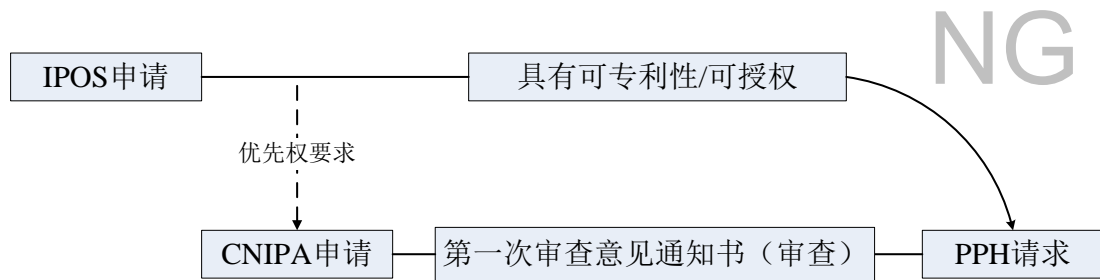 NG
IPOS申请
具有可专利性/可授权
优先权要求
CNIPA申请
第一次审查意见通知书（审查）
PPH请求